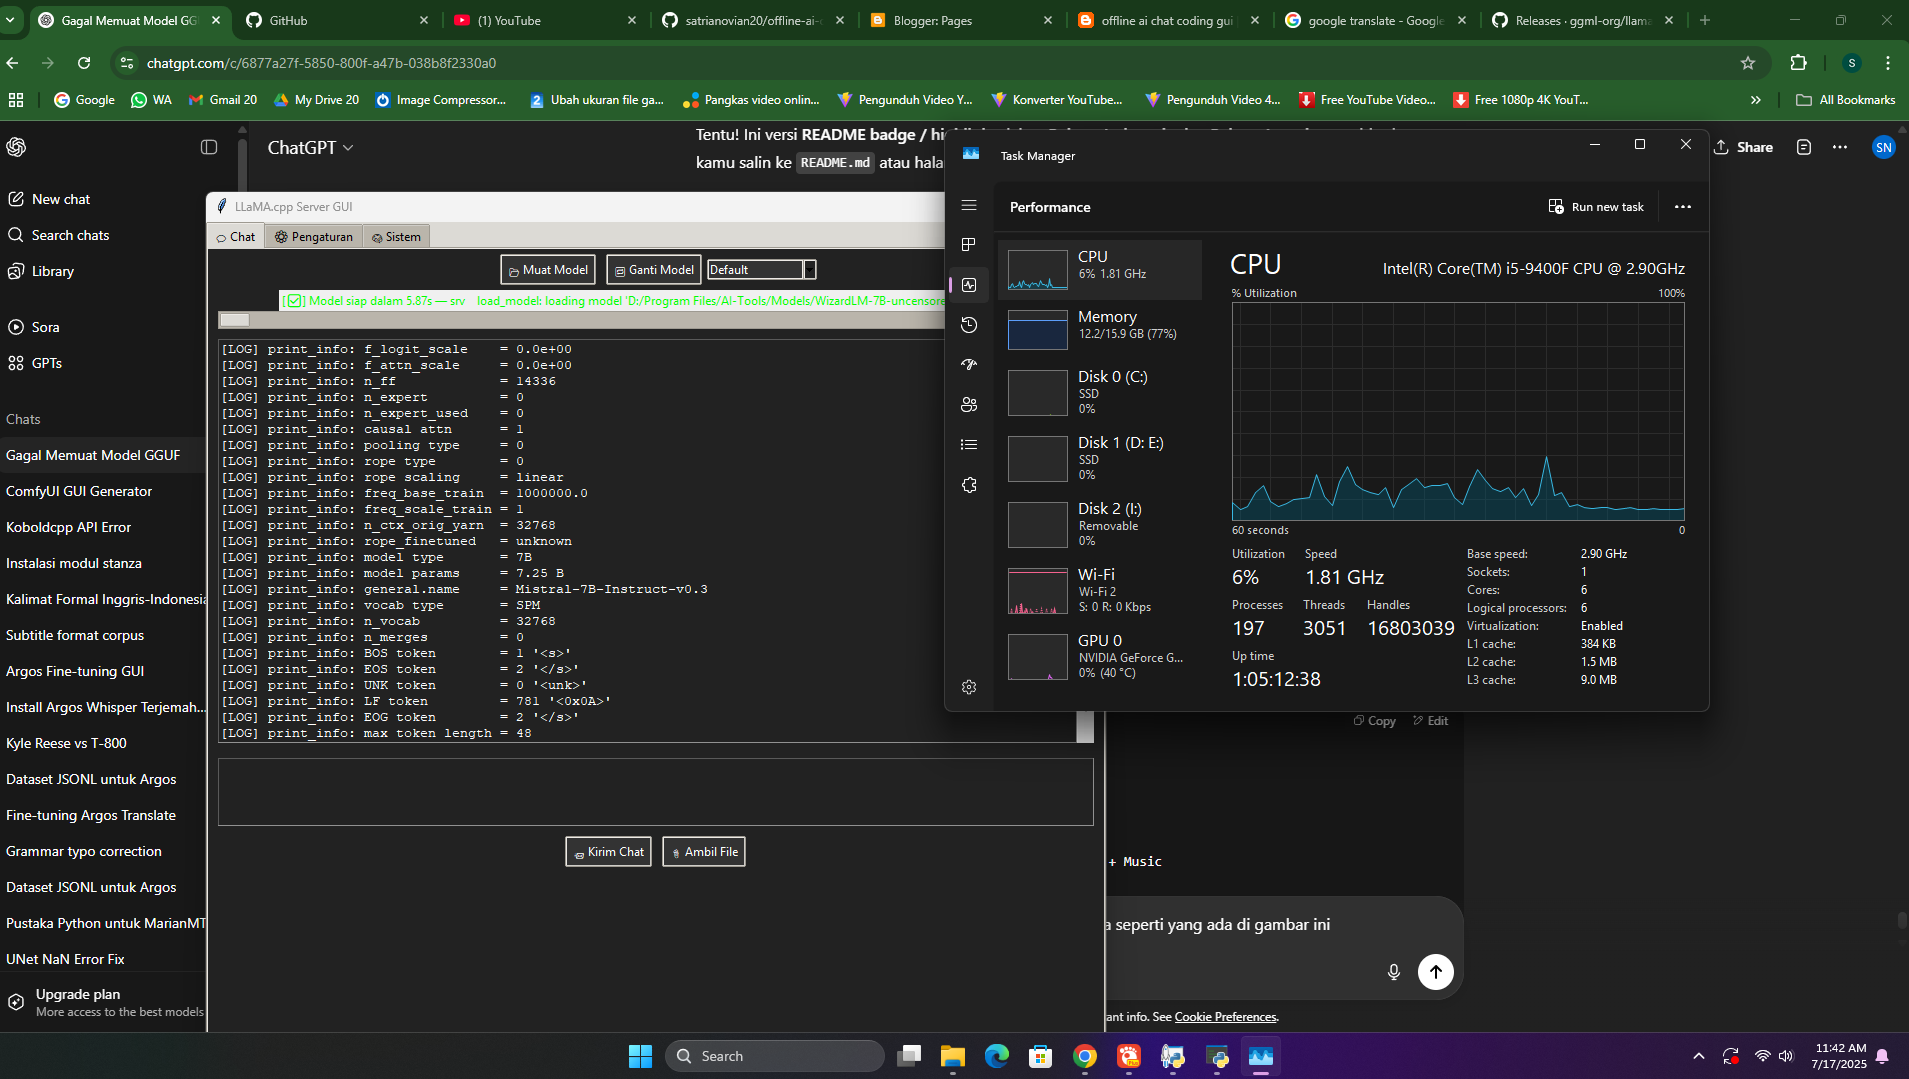 Gagal Memuat Model GG
GitHub
(1) YouTube
satrianovian20/offline-ai-c
Blogger: Pages
offline ai chat coding gui
google translate - Google
Releases · ggml-org/llama
chatgpt.com/c/6877a27f-5850-800f-a47b-038b8f2330a0
S
Google
WA
Gmail 20
My Drive 20
Image Compressor...
Ubah ukuran file ga...
Pangkas video onlin...
Pengunduh Video Y...
Konverter YouTube...
Pengunduh Video 4...
Free YouTube Video...
Free 1080p 4K YouT...
All Bookmarks
ChatGPT
Share
SN
Tentu! Ini versi README badge /
kamu salin ke README.md atau hala
New chat
Search chats
Library
Sora
GPTs
Chats
Gagal Memuat Model GGUF
ComfyUI GUI Generator
Koboldcpp API Error
Instalasi modul stanza
Kalimat Formal Inggris-Indonesia
Subtitle format corpus
Argos Fine-tuning GUI
Install Argos Whisper Terjemah...
Kyle Reese vs T-800
Dataset JSONL untuk Argos
Fine-tuning Argos Translate
Grammar typo correction
Dataset JSONL untuk Argos
Pustaka Python untuk MarianMT
UNet NaN Error Fix
Upgrade plan
More access to the best models
LLaMA.cpp Server GUI
Chat
Pengaturan
Sistem
Muat Model
Ganti Model
Default
[✅] Model siap dalam 5.87s — srv    load_model: loading model 'D:/Program Files/AI-Tools/Models/WizardLM-7B-uncensore
[LOG] print_info: f_logit_scale    = 0.0e+00
[LOG] print_info: f_attn_scale     = 0.0e+00
[LOG] print_info: n_ff             = 14336
[LOG] print_info: n_expert         = 0
[LOG] print_info: n_expert_used    = 0
[LOG] print_info: causal attn      = 1
[LOG] print_info: pooling type     = 0
[LOG] print_info: rope type        = 0
[LOG] print_info: rope scaling     = linear
[LOG] print_info: freq_base_train  = 1000000.0
[LOG] print_info: freq_scale_train = 1
[LOG] print_info: n_ctx_orig_yarn  = 32768
[LOG] print_info: rope_finetuned   = unknown
[LOG] print_info: model type       = 7B
[LOG] print_info: model params     = 7.25 B
[LOG] print_info: general.name     = Mistral-7B-Instruct-v0.3
[LOG] print_info: vocab type       = SPM
[LOG] print_info: n_vocab          = 32768
[LOG] print_info: n_merges         = 0
[LOG] print_info: BOS token        = 1 '<s>'
[LOG] print_info: EOS token        = 2 '</s>'
[LOG] print_info: UNK token        = 0 '<unk>'
[LOG] print_info: LF token         = 781 '<0x0A>'
[LOG] print_info: EOG token        = 2 '</s>'
[LOG] print_info: max token length = 48
Kirim Chat
Ambil File
Task Manager
Performance
Run new task
CPU
6% 1.81 GHz
Memory
12.2/15.9 GB (77%)
Disk 0 (C:)
SSD
0%
Disk 1 (D: E:)
SSD
0%
Disk 2 (I:)
Removable
0%
Wi-Fi
Wi-Fi 2
S: 0 R: 0 Kbps
GPU 0
NVIDIA GeForce G...
0% (40 °C)
CPU
Intel(R) Core(TM) i5-9400F CPU @ 2.90GHz
% Utilization
100%
60 seconds
0
Utilization Speed
6% 1.81 GHz
Processes Threads Handles
197 3051 16803039
Up time
1:05:12:38
Base speed: 2.90 GHz
Sockets: 1
Cores: 6
Logical processors: 6
Virtualization: Enabled
L1 cache: 384 KB
L2 cache: 1.5 MB
L3 cache: 9.0 MB
Copy
Edit
+ Music
a seperti yang ada di gambar ini
ant info. See Cookie Preferences.
Search
11:42 AM
7/17/2025